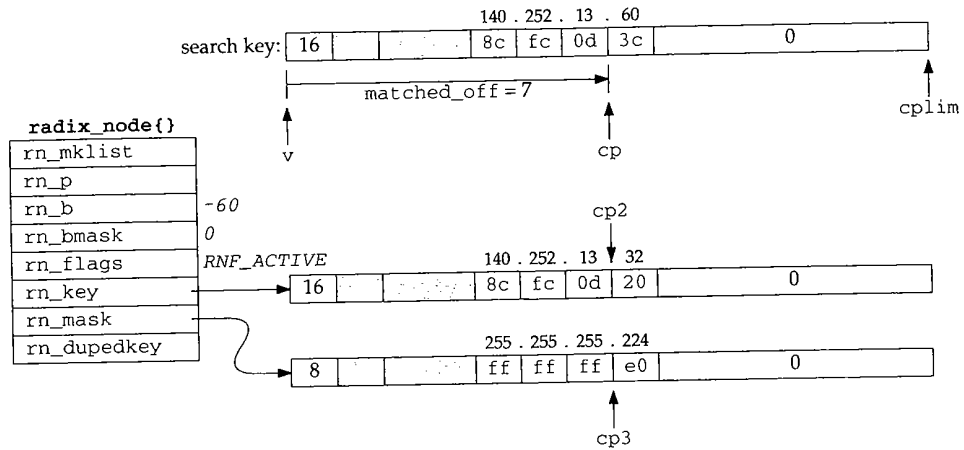 140 . 252 . 13 . 60
search key: 16 8c fc 0d 3c 0
matched_off = 7
v cp cplim
radix_node{}
rn_mklist
rn_p
rn_b -60
rn_bmask 0
rn_flags RNF_ACTIVE
rn_key
rn_mask
rn_dupedkey
cp2
140 . 252 . 13 . 32
16 8c fc 0d 20 0
255 . 255 . 255 . 224
8 ff ff ff e0 0
cp3